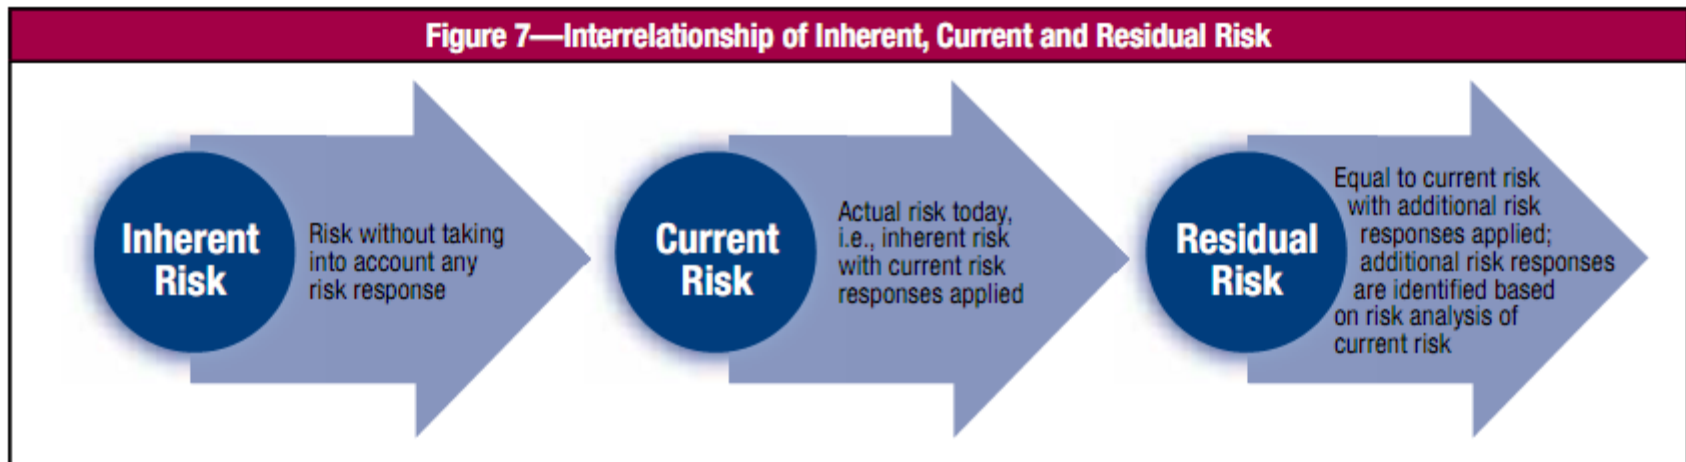 Figure 7—Interrelationship of Inherent, Current and Residual Risk
Inherent
Risk
Risk without taking
into account any
risk response
Current
Risk
Actual risk today,
i.e., inherent risk
with current risk
responses applied
Residual
Risk
Equal to current risk
with additional risk
responses applied;
additional risk responses
are identified based
on risk analysis of
current risk